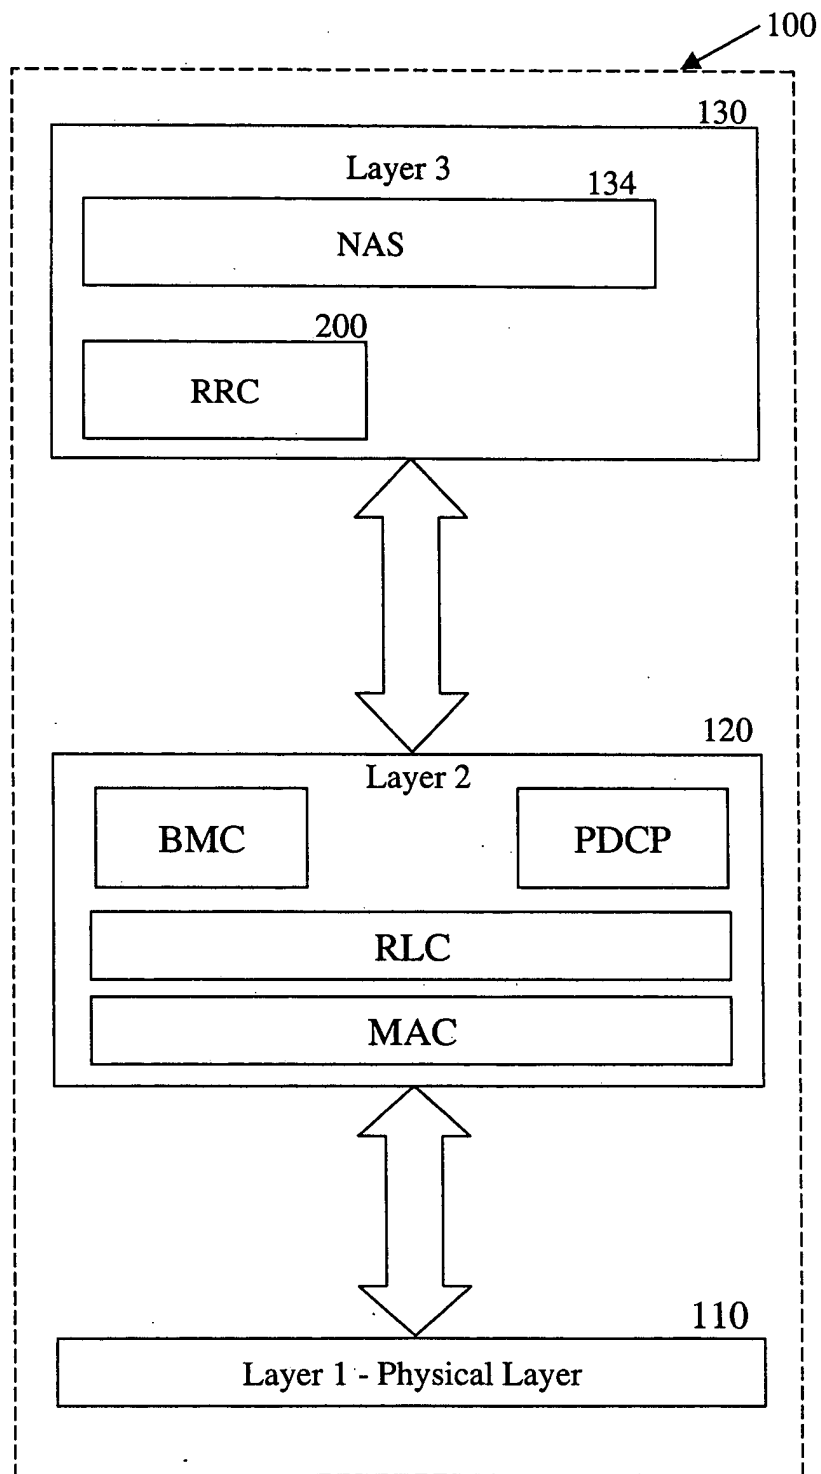 100
130
Layer 3
134
NAS
200
RRC
120
Layer 2
BMC
PDCP
RLC
MAC
110
Layer 1 - Physical Layer